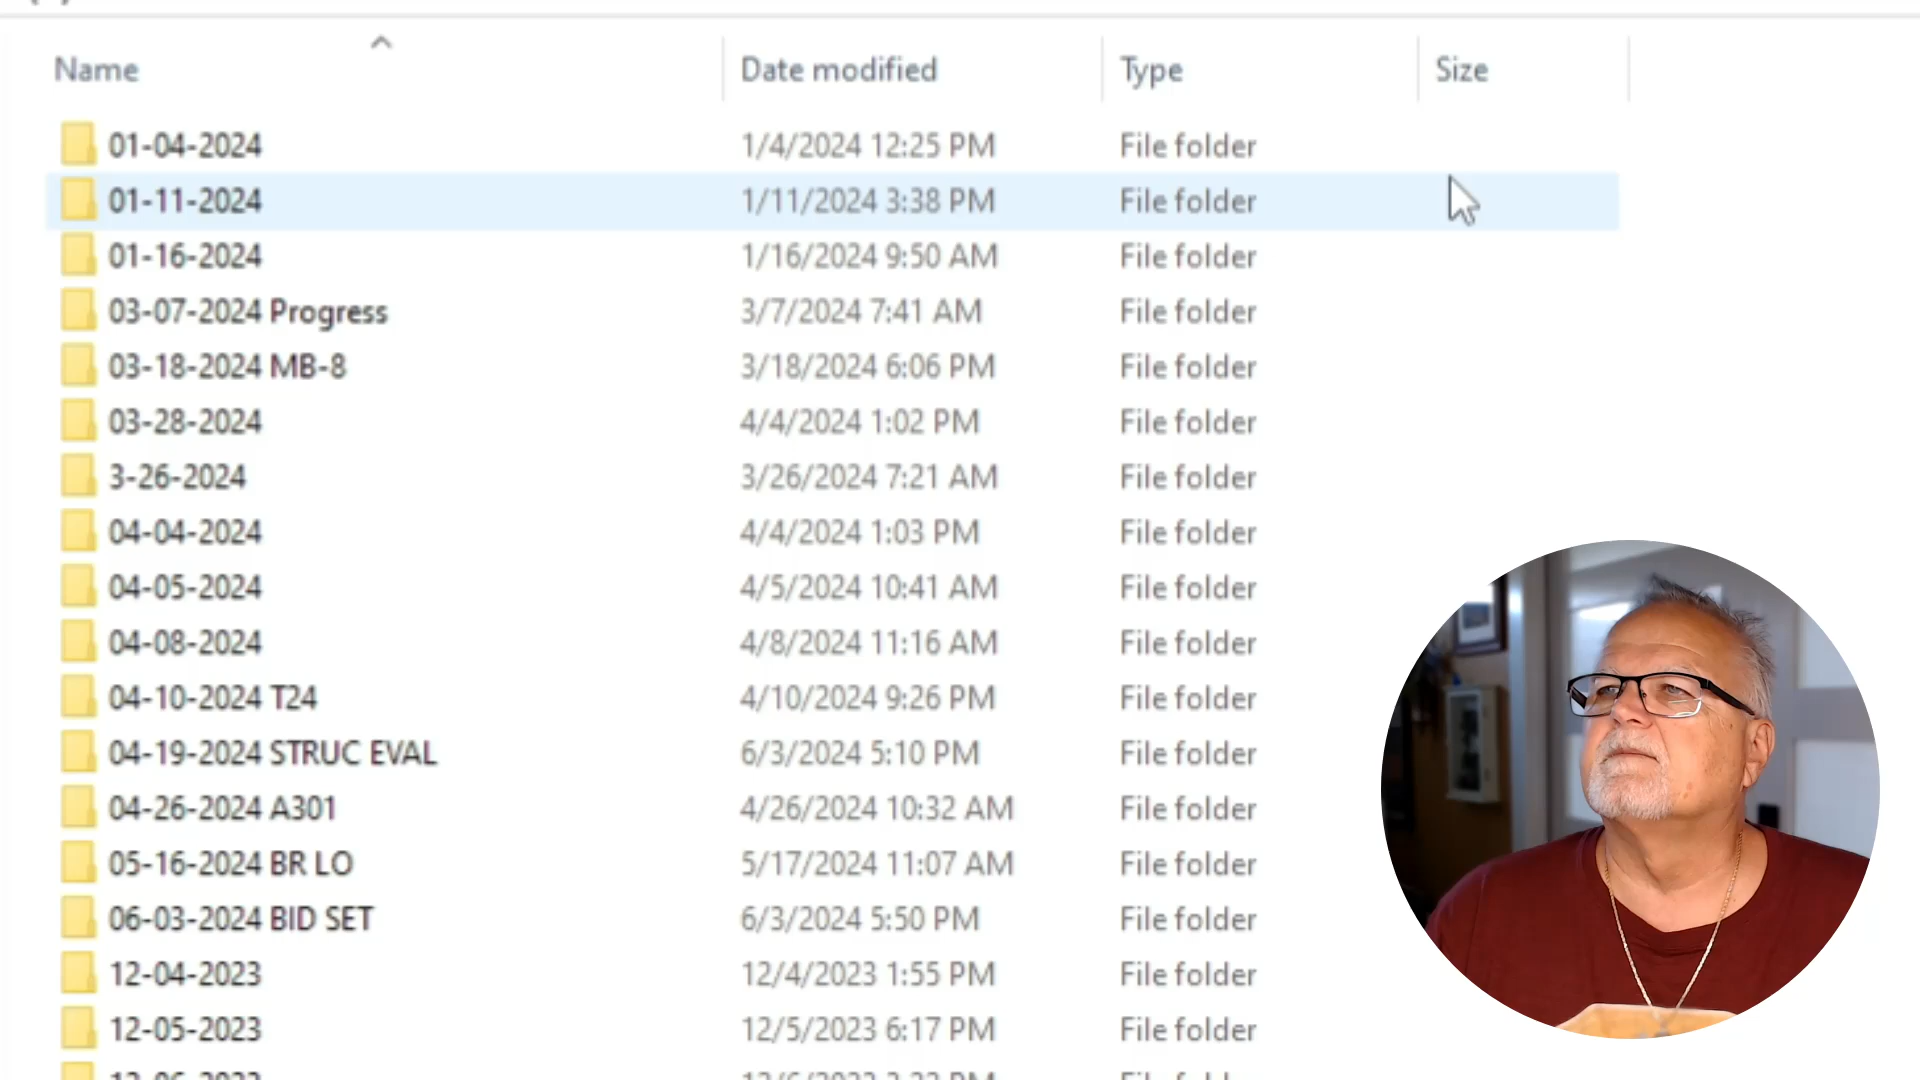 Name Date modified Type Size
01-04-2024 1/4/2024 12:25 PM File folder
01-11-2024 1/11/2024 3:38 PM File folder
01-16-2024 1/16/2024 9:50 AM File folder
03-07-2024 Progress 3/7/2024 7:41 AM File folder
03-18-2024 MB-8 3/18/2024 6:06 PM File folder
03-28-2024 4/4/2024 1:02 PM File folder
3-26-2024 3/26/2024 7:21 AM File folder
04-04-2024 4/4/2024 1:03 PM File folder
04-05-2024 4/5/2024 10:41 AM File folder
04-08-2024 4/8/2024 11:16 AM File folder
04-10-2024 T24 4/10/2024 9:26 PM File folder
04-19-2024 STRUC EVAL 6/3/2024 5:10 PM File folder
04-26-2024 A301 4/26/2024 10:32 AM File folder
05-16-2024 BR LO 5/17/2024 11:07 AM File folder
06-03-2024 BID SET 6/3/2024 5:50 PM File folder
12-04-2023 12/4/2023 1:55 PM File folder
12-05-2023 12/5/2023 6:17 PM File folder